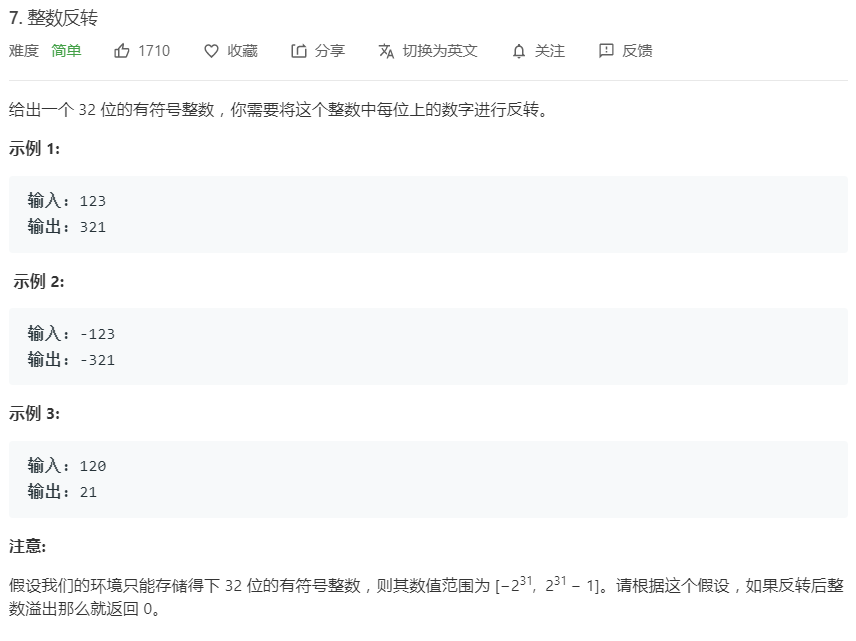 7. 整数反转
难度 简单 1710 收藏 分享 切换为英文 关注 反馈
给出一个 32 位的有符号整数，你需要将这个整数中每位上的数字进行反转。
示例 1:
输入: 123
输出: 321
示例 2:
输入: -123
输出: -321
示例 3:
输入: 120
输出: 21
注意:
假设我们的环境只能存储得下 32 位的有符号整数，则其数值范围为 [−2³¹, 2³¹ − 1]。请根据这个假设，如果反转后整
数溢出那么就返回 0。